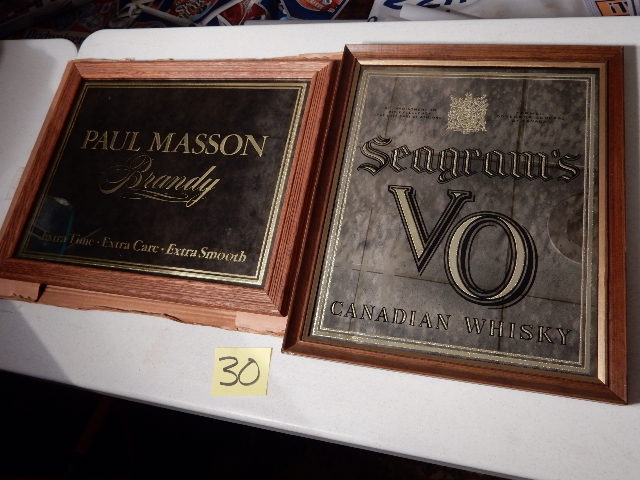 PAUL MASSON
Brandy
Extra Time · Extra Care · Extra Smooth
Seagram's
VO
CANADIAN WHISKY
30